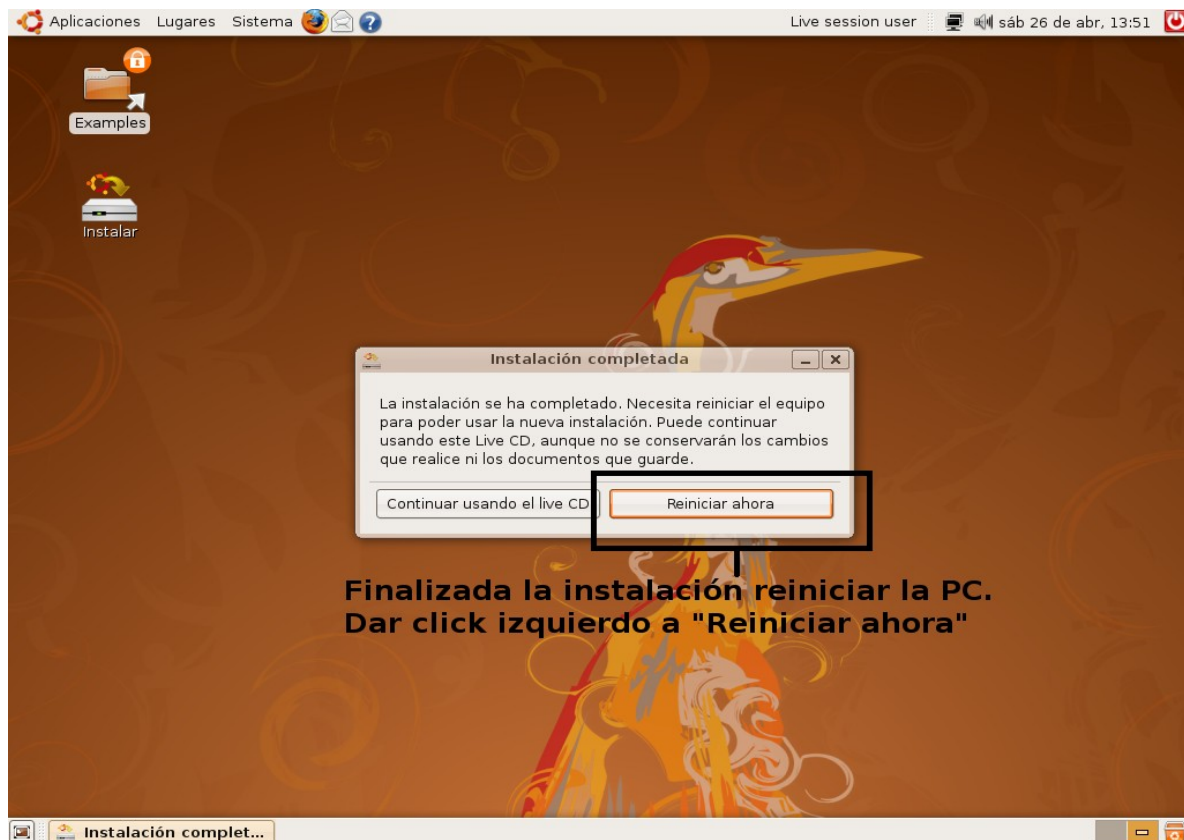 Aplicaciones Lugares Sistema Live session user sáb 26 de abr, 13:51
Examples
Instalar
Instalación completada
La instalación se ha completado. Necesita reiniciar el equipo
para poder usar la nueva instalación. Puede continuar
usando este Live CD, aunque no se conservarán los cambios
que realice ni los documentos que guarde.
Continuar usando el live CD Reiniciar ahora
Finalizada la instalación reiniciar la PC.
Dar click izquierdo a "Reiniciar ahora"
Instalación complet...